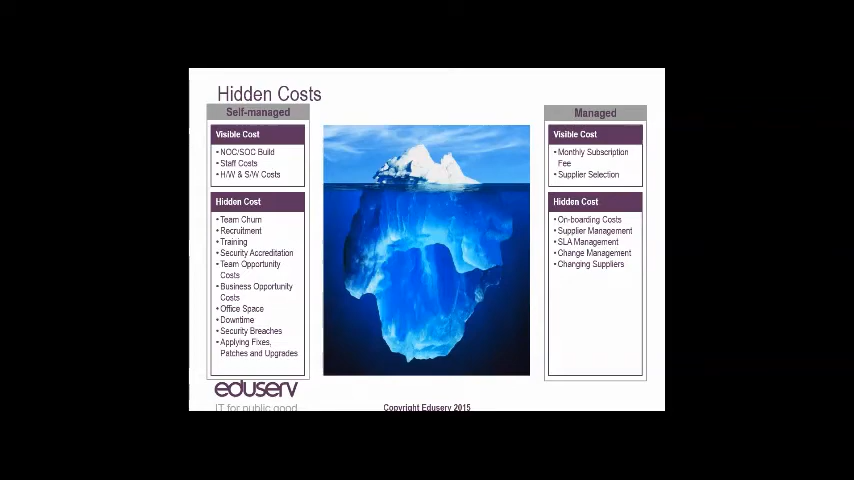 Hidden Costs
Self-managed
Visible Cost
• NOC/SOC Build
• Staff Costs
• H/W & S/W Costs
Hidden Cost
• Team Churn
• Recruitment
• Training
• Security Accreditation
• Team Opportunity
Costs
• Business Opportunity
Costs
• Office Space
• Downtime
• Security Breaches
• Applying Fixes,
Patches and Upgrades
Managed
Visible Cost
• Monthly Subscription
Fee
• Supplier Selection
Hidden Cost
• On-boarding Costs
• Supplier Management
• SLA Management
• Change Management
• Changing Suppliers
eduserv
IT for public good
Copyright Eduserv 2015